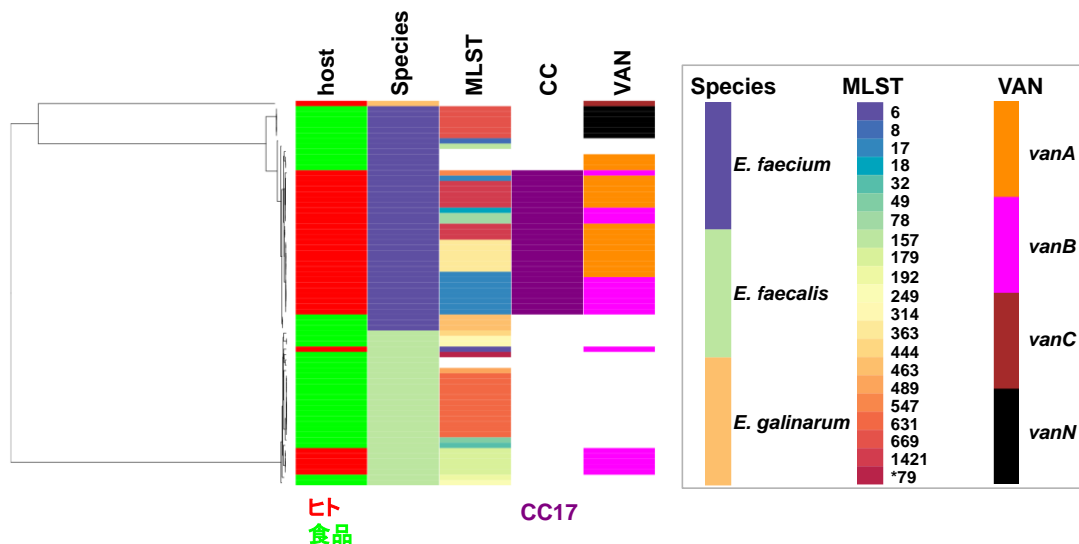 host
Species
MLST
CC
VAN
ヒト
食品
CC17
Species
E. faecium
E. faecalis
E. galinarum
MLST
6
8
17
18
32
49
78
157
179
192
249
314
363
444
463
489
547
631
669
1421
*79
VAN
vanA
vanB
vanC
vanN